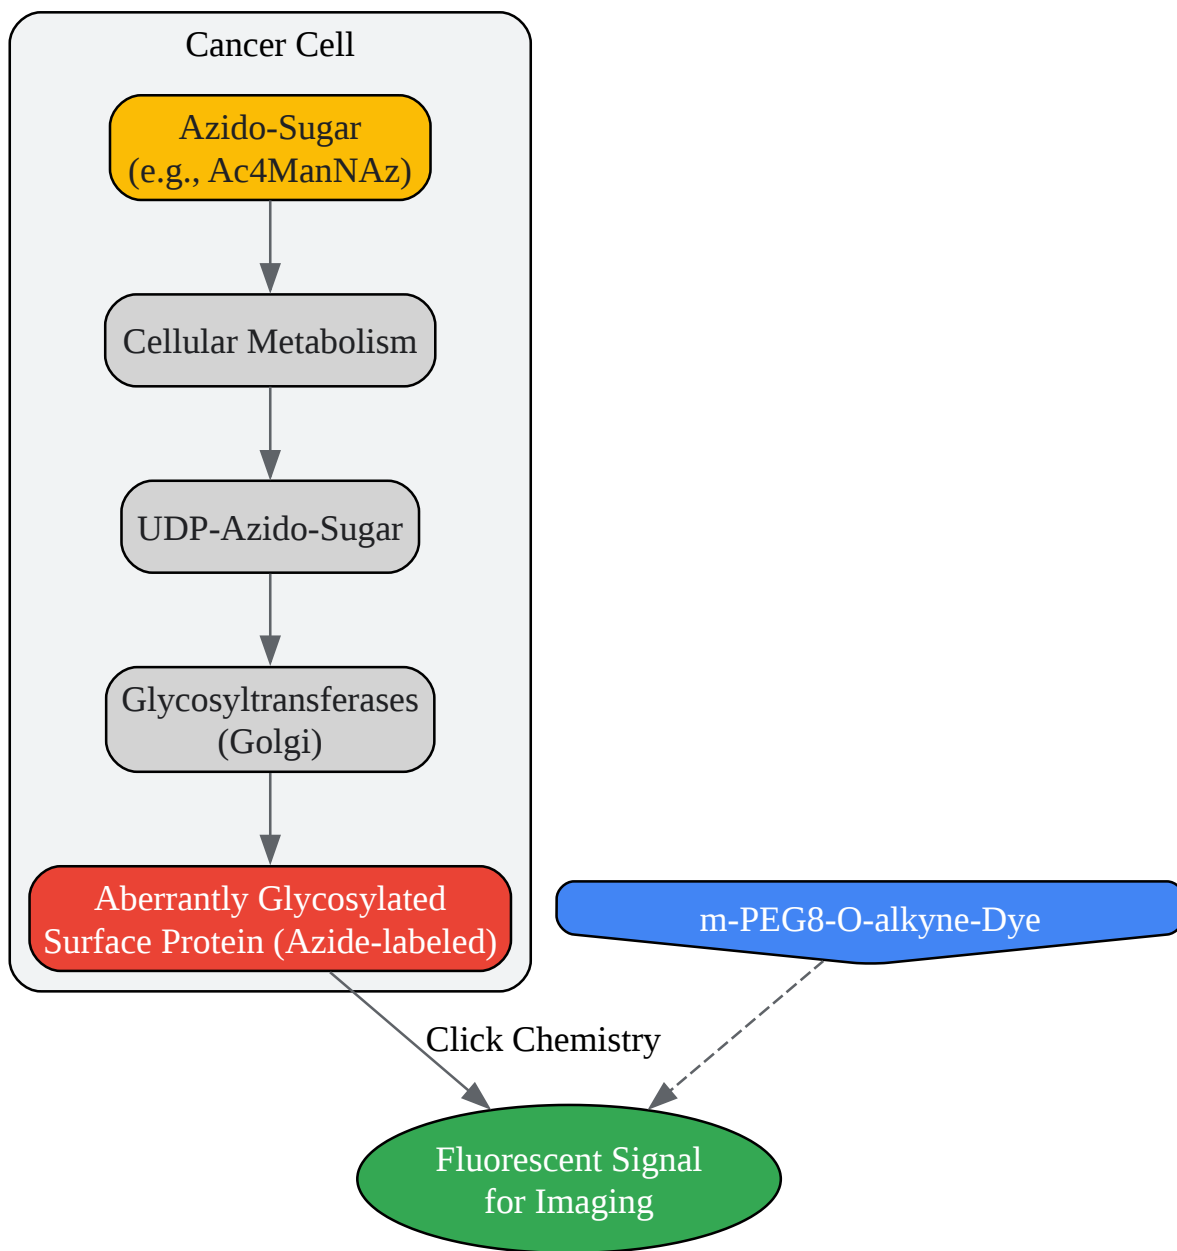 Cancer Cell
Azido-Sugar
(e.g., Ac4ManNAz)
Cellular Metabolism
UDP-Azido-Sugar
Glycosyltransferases
(Golgi)
Aberrantly Glycosylated
Surface Protein (Azide-labeled)
m-PEG8-O-alkyne-Dye
Click Chemistry
Fluorescent Signal
for Imaging